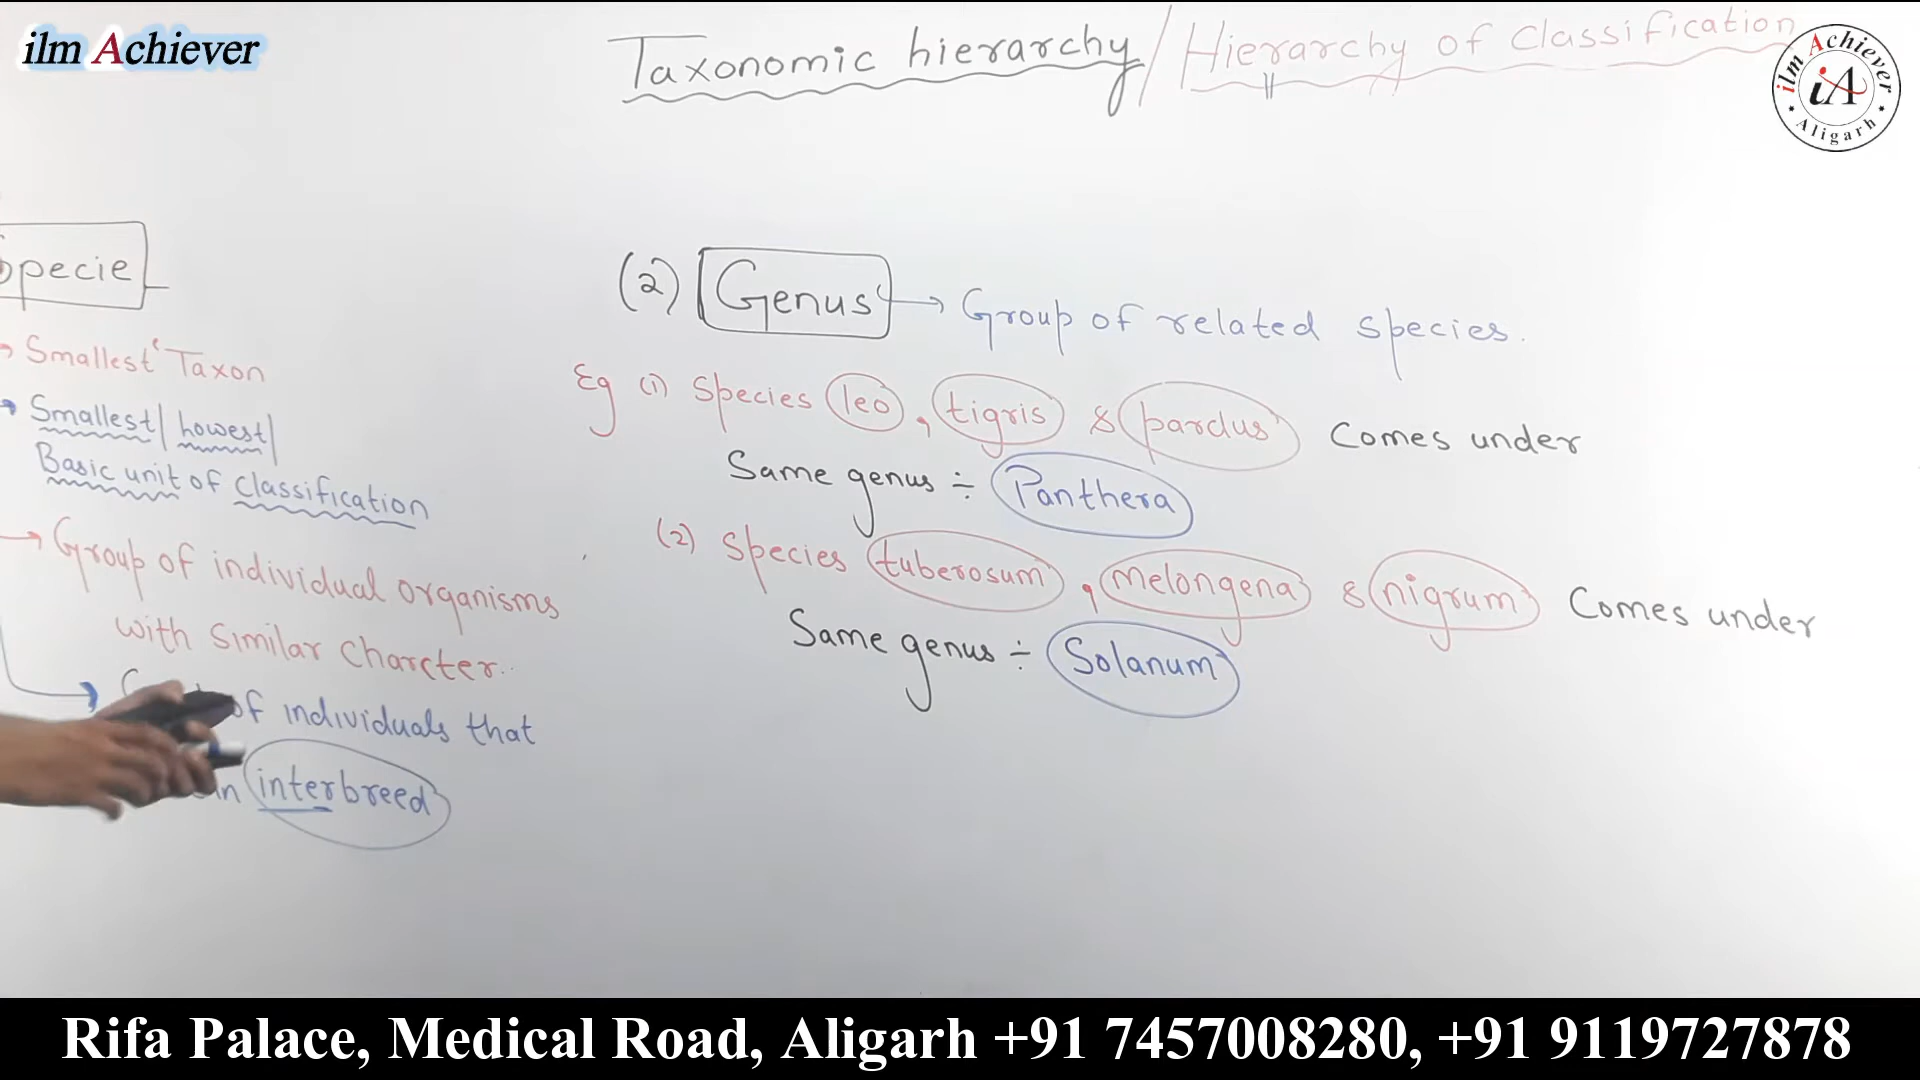 ilm Achiever
Taxonomic hierarchy / Hierarchy of Classification
ilm Achiever
iA
Aligarh
Specie
Smallest Taxon
Smallest | Lowest |
Basic unit of Classification
Group of individual organisms
with Similar Charcter..
of individuals that
interbreed
(2) Genus → Group of related species.
Eg (1) Species leo, tigris & pardus Comes under
Same genus ÷ Panthera
(2) Species tuberosum, melongena & nigrum Comes under
Same genus ÷ Solanum
Rifa Palace, Medical Road, Aligarh +91 7457008280, +91 9119727878